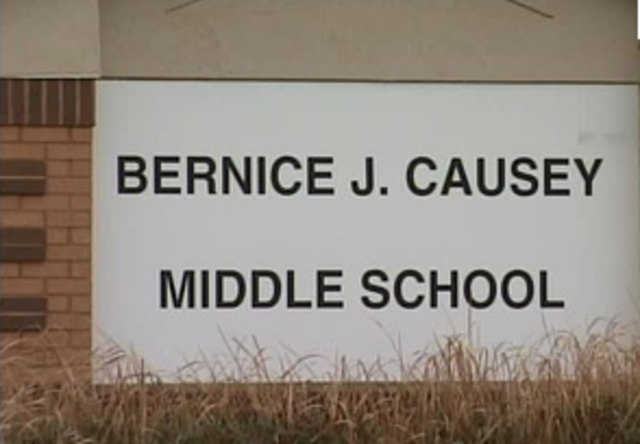 BERNICE J. CAUSEY
MIDDLE SCHOOL